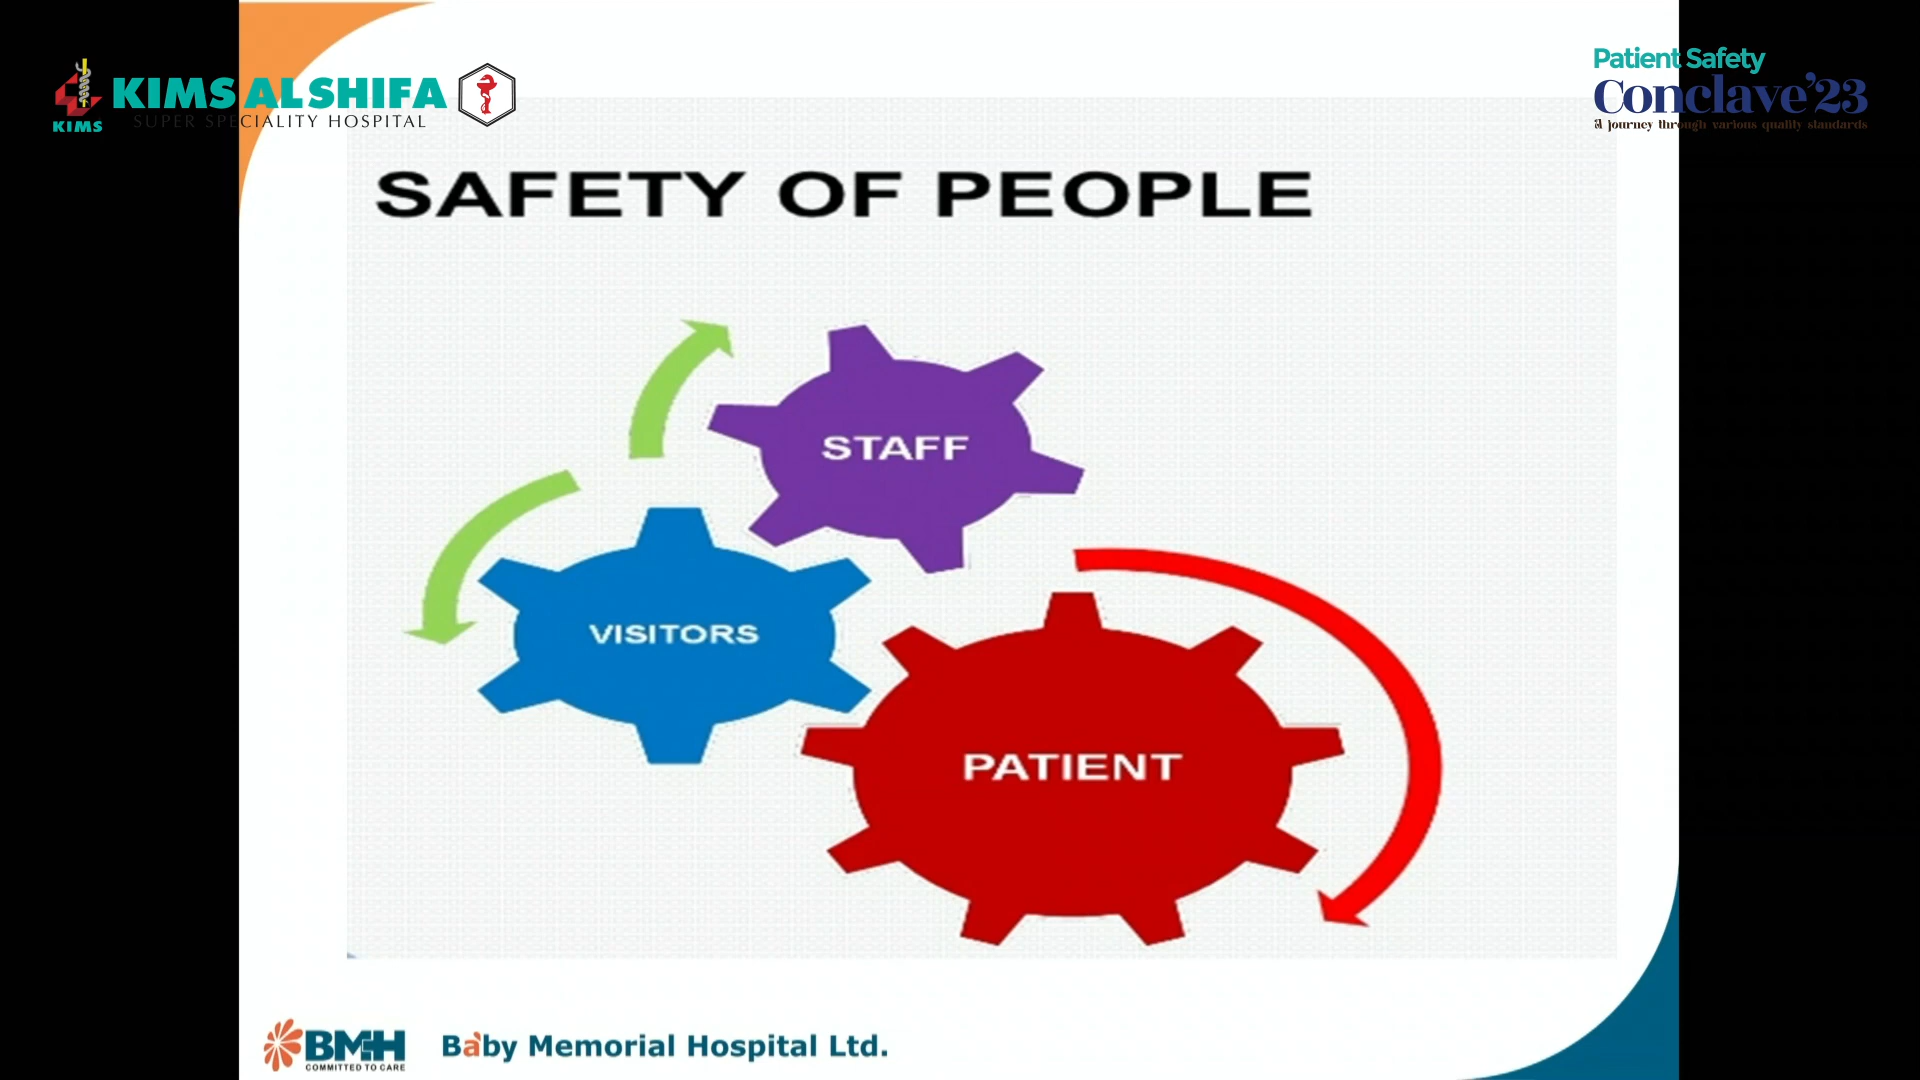 KIMS
KIMS ALSHIFA
SUPER SPECIALITY HOSPITAL
Patient Safety
Conclave'23
A journey through various quality standards
SAFETY OF PEOPLE
STAFF
VISITORS
PATIENT
BMH
COMMITTED TO CARE
Baby Memorial Hospital Ltd.